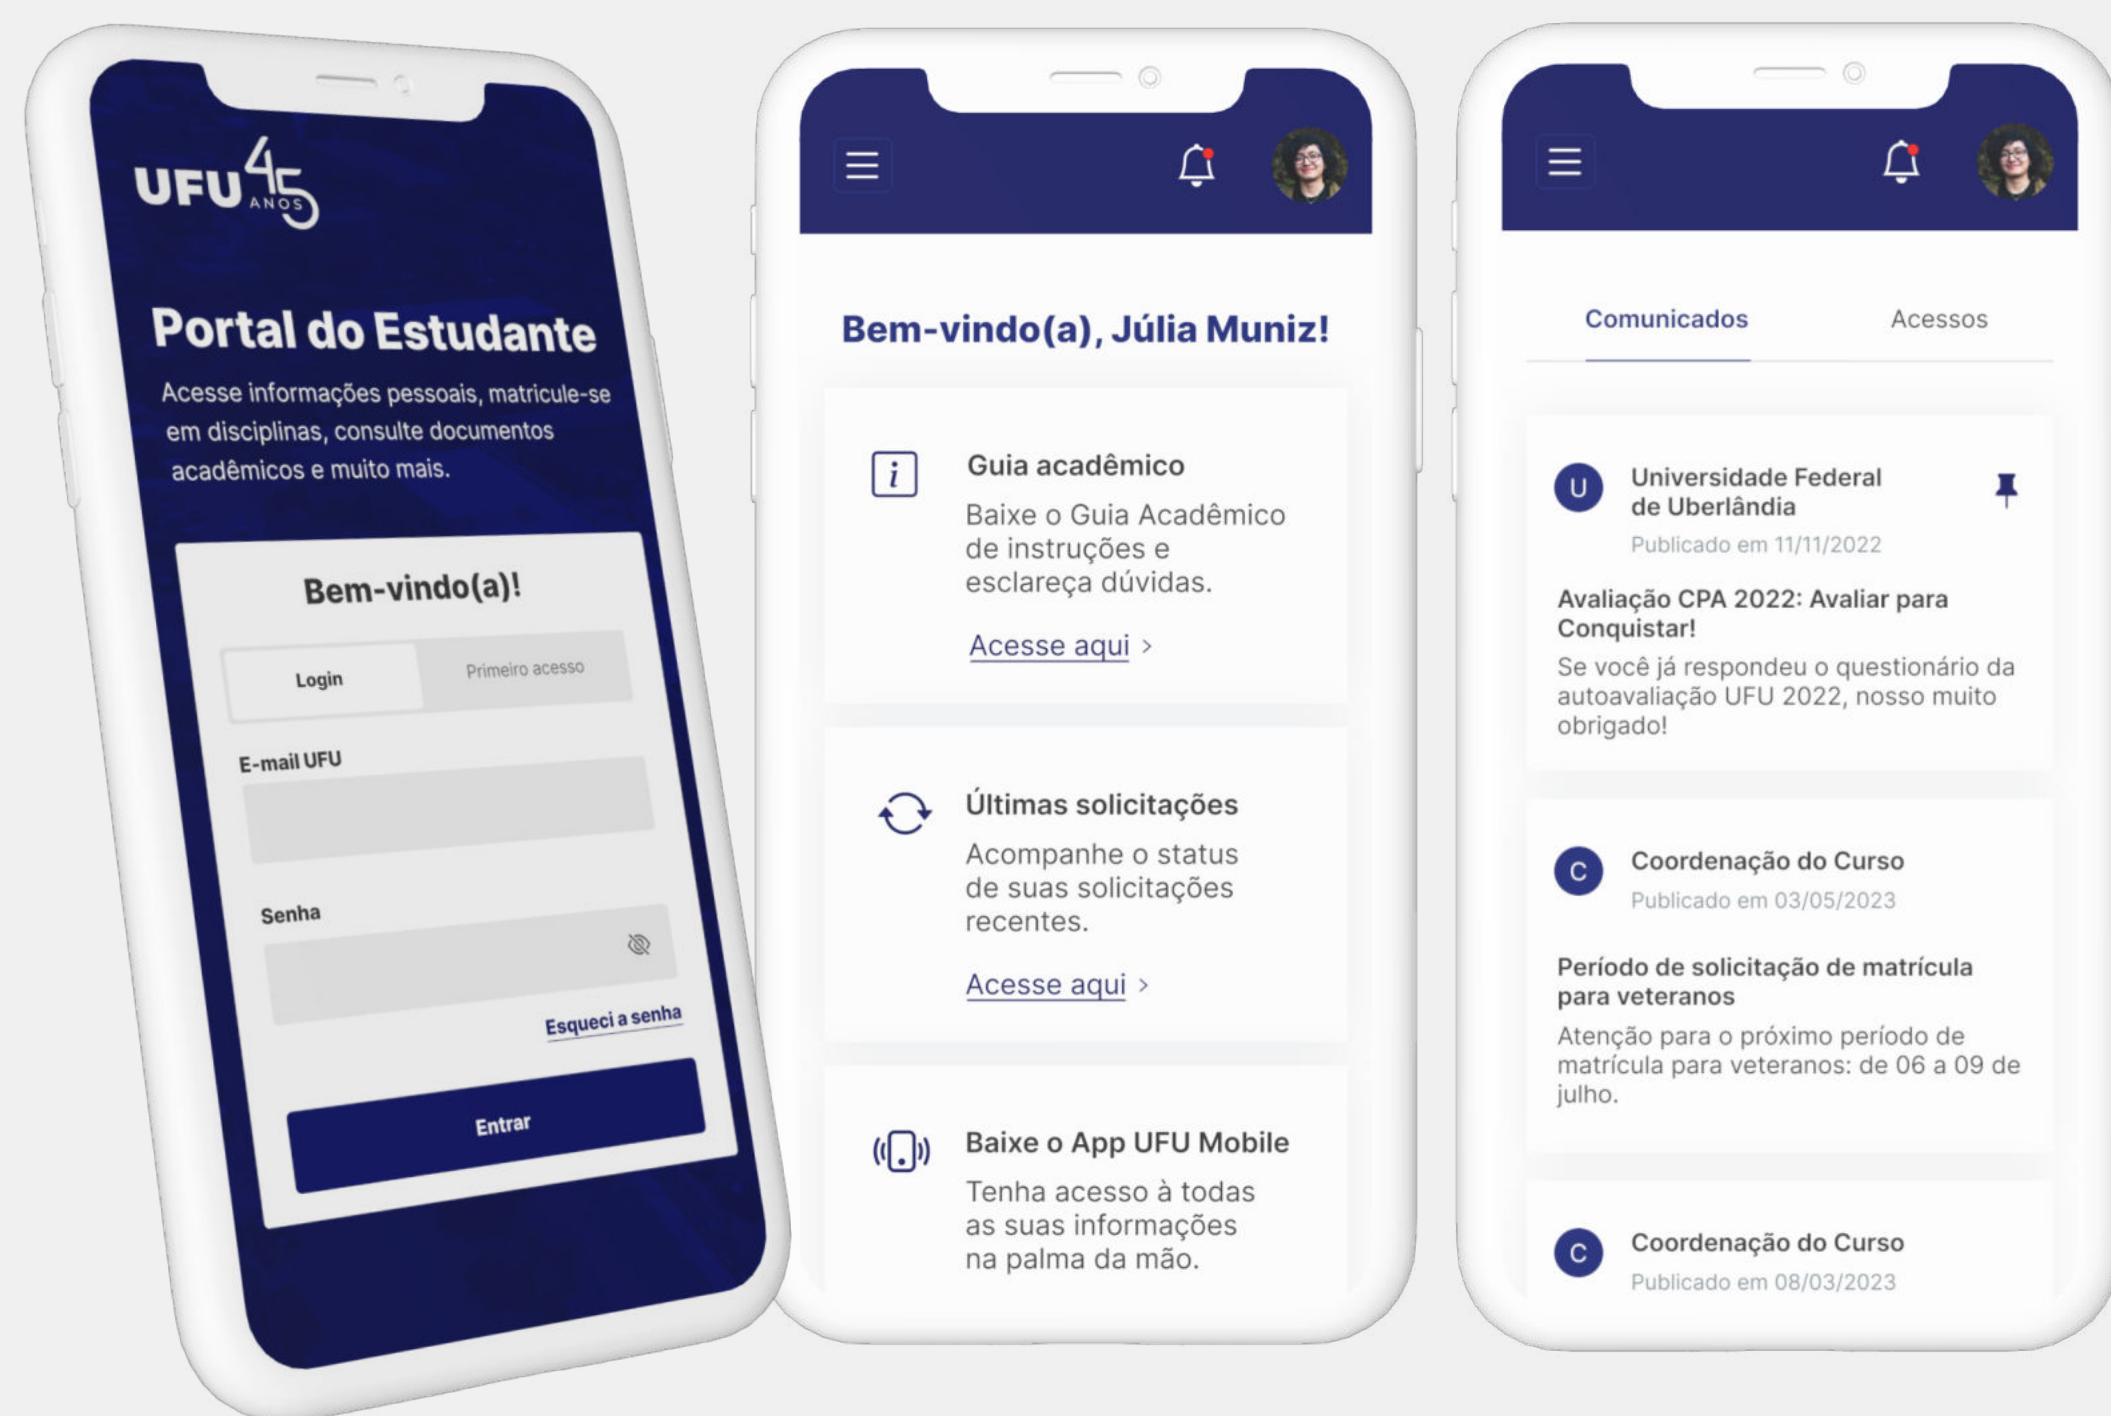 UFU 45
ANOS
Portal do Estudante
Acesse informações pessoais, matricule-se
em disciplinas, consulte documentos
acadêmicos e muito mais.
Bem-vindo(a)!
Login
Primeiro acesso
E-mail UFU
Senha
Esqueci a senha
Entrar
Bem-vindo(a), Júlia Muniz!
i
Guia acadêmico
Baixe o Guia Acadêmico
de instruções e
esclareça dúvidas.
Acesse aqui >
Últimas solicitações
Acompanhe o status
de suas solicitações
recentes.
Acesse aqui >
Baixe o App UFU Mobile
Tenha acesso à todas
as suas informações
na palma da mão.
Comunicados
Acessos
U
Universidade Federal
de Uberlândia
Publicado em 11/11/2022
Avaliação CPA 2022: Avaliar para
Conquistar!
Se você já respondeu o questionário da
autoavaliação UFU 2022, nosso muito
obrigado!
C
Coordenação do Curso
Publicado em 03/05/2023
Período de solicitação de matrícula
para veteranos
Atenção para o próximo período de
matrícula para veteranos: de 06 a 09 de
julho.
C
Coordenação do Curso
Publicado em 08/03/2023